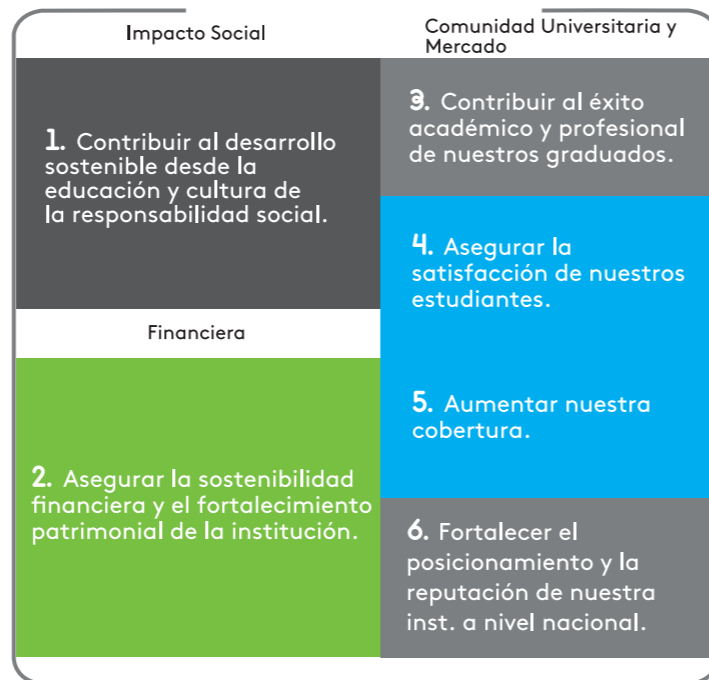 Impacto Social
1. Contribuir al desarrollo
sostenible desde la
educación y cultura de
la responsabilidad social.
Financiera
2. Asegurar la sostenibilidad
financiera y el fortalecimiento
patrimonial de la institución.
Comunidad Universitaria y
Mercado
3. Contribuir al éxito
académico y profesional
de nuestros graduados.
4. Asegurar la
satisfacción de nuestros
estudiantes.
5. Aumentar nuestra
cobertura.
6. Fortalecer el
posicionamiento y la
reputación de nuestra
inst. a nivel nacional.